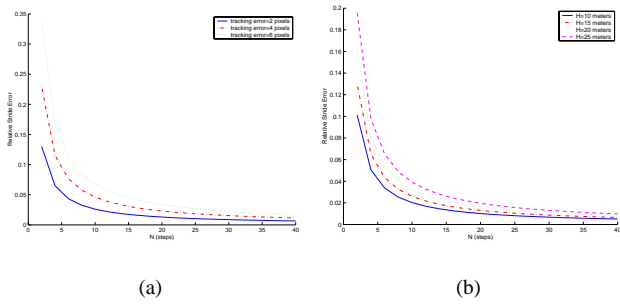 0.35
0.3
0.25
0.2
0.15
0.1
0.05
0
Relative Stride Error
0 5 10 15 20 25 30 35 40
N (steps)
tracking error=2 pixels
tracking error=4 pixels
tracking error=6 pixels
(a)
0.2
0.18
0.16
0.14
0.12
0.1
0.08
0.06
0.04
0.02
0
Relative Stride Error
0 5 10 15 20 25 30 35 40
N (steps)
H=10 meters
H=15 meters
H=20 meters
H=25 meters
(b)